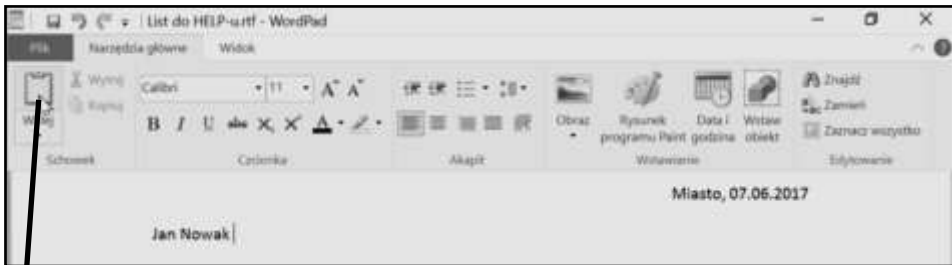 List do HELP-u.rtf - WordPad
Plik Narzędzia główne Widok
Wytnij Calibri 11 A A Znajdź
Kopiuj Zamień
Wklej B I U abc X X A Obraz Rysunek programu Paint Data i godzina Wstaw obiekt Zaznacz wszystko
Schowek Czcionka Akapit Wstawianie Edytowanie
Miasto, 07.06.2017
Jan Nowak